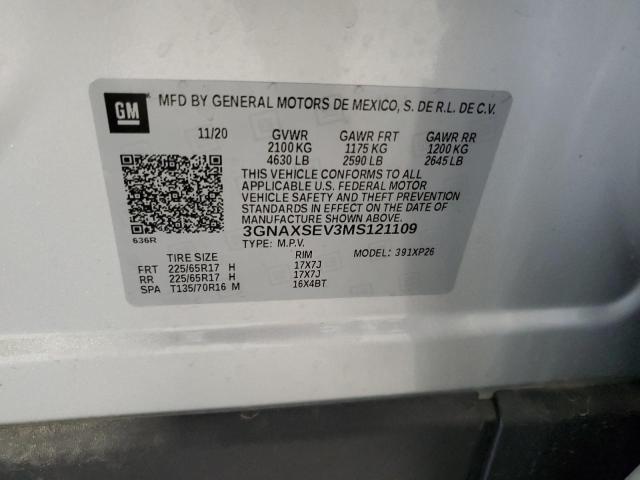 GM MFD BY GENERAL MOTORS DE MEXICO, S. DE R.L. DE C.V.
11/20 GVWR GAWR FRT GAWR RR
2100 KG 1175 KG 1200 KG
4630 LB 2590 LB 2645 LB
THIS VEHICLE CONFORMS TO ALL
APPLICABLE U.S. FEDERAL MOTOR
VEHICLE SAFETY AND THEFT PREVENTION
STANDARDS IN EFFECT ON THE DATE OF
MANUFACTURE SHOWN ABOVE.
636R 3GNAXSEV3MS121109
TYPE: M.P.V. MODEL: 391XP26
TIRE SIZE RIM
FRT 225/65R17 H 17X7J
RR 225/65R17 H 17X7J
SPA T135/70R16 M 16X4BT